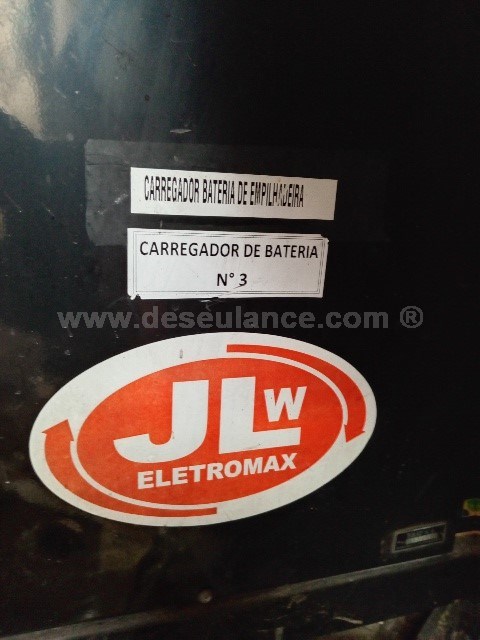 CARREGADOR BATERIA DE EMPILHADEIRA
CARREGADOR DE BATERIA
N° 3
www.deseulance.com ®
JLW
ELETROMAX